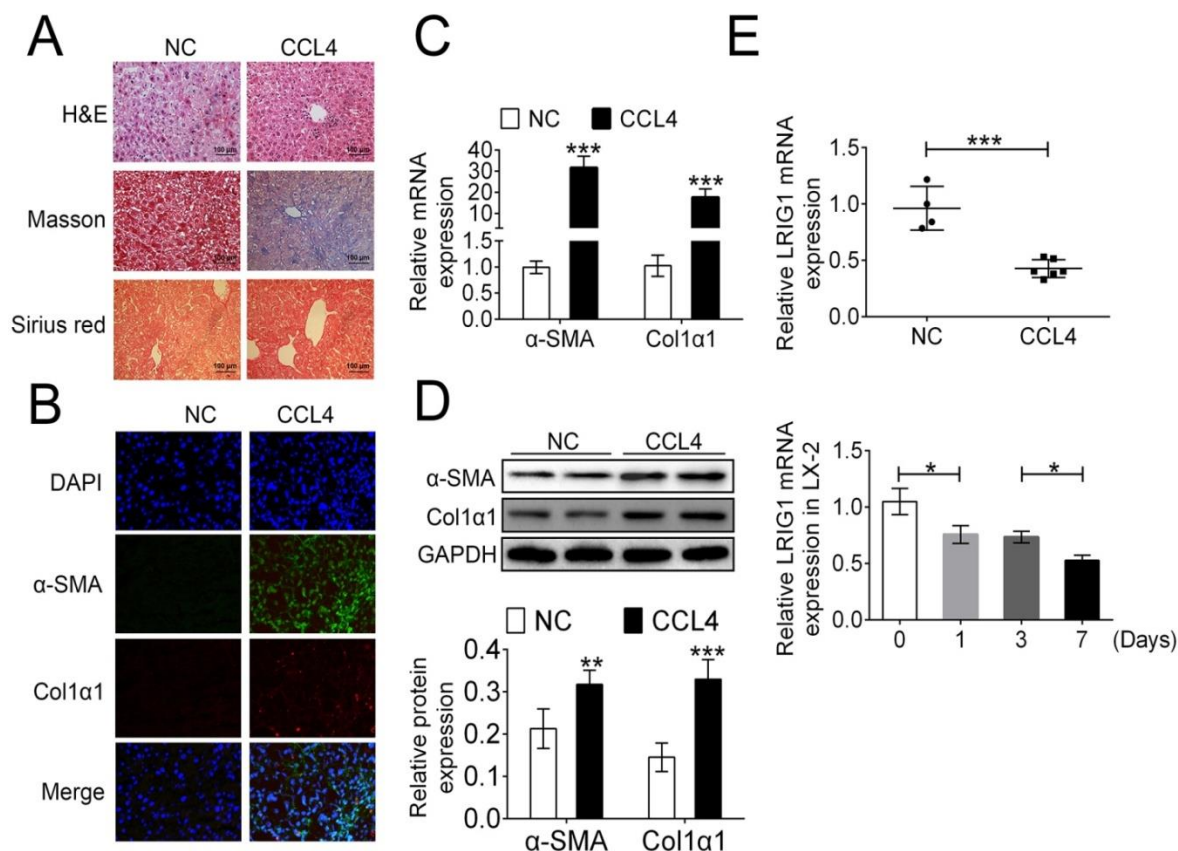 A
NC CCL4
H&E
100 μm
100 μm
Masson
100 μm
100 μm
Sirius red
100 μm
100 μm
B
NC CCL4
DAPI
α-SMA
Col1α1
Merge
C
NC CCL4
Relative mRNA
expression
40
30
20
10
1.5
1.0
0.5
0.0
***
***
α-SMA Col1α1
D
NC CCL4
α-SMA
Col1α1
GAPDH
NC CCL4
Relative protein
expression
0.4
0.3
0.2
0.1
0.0
**
***
α-SMA Col1α1
E
Relative LRIG1 mRNA
expression
1.5
1.0
0.5
0.0
***
NC CCL4
Relative LRIG1 mRNA
expression in LX-2
1.5
1.0
0.5
0.0
* *
0 1 3 7 (Days)